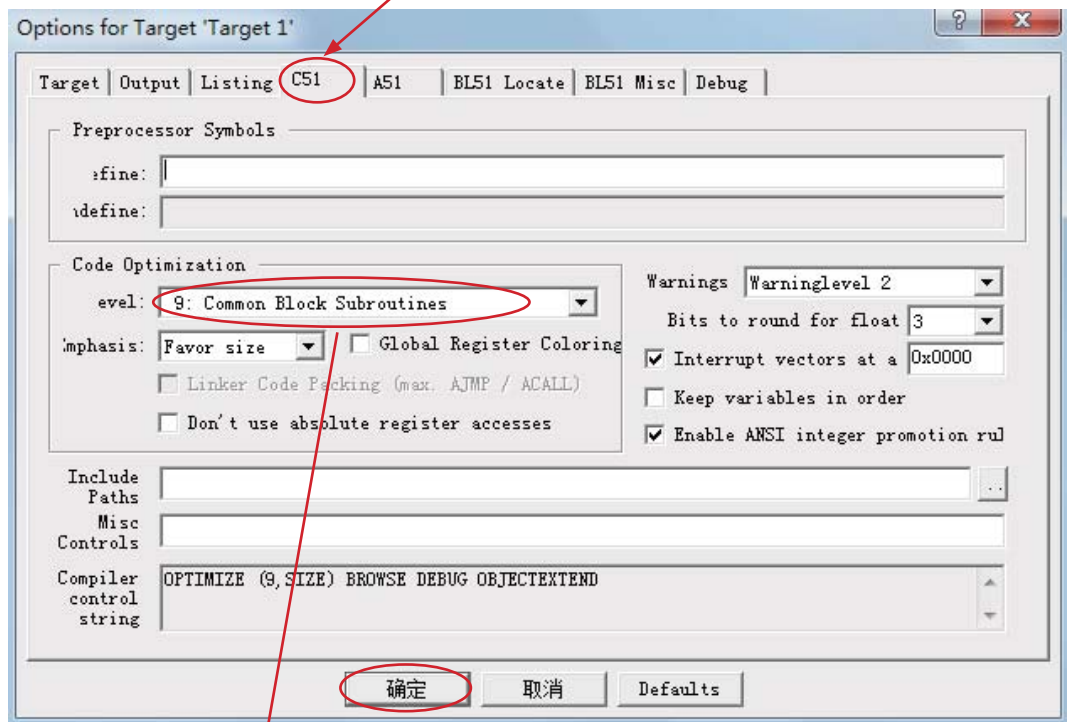 Options for Target 'Target 1'
Target Output Listing C51 A51 BL51 Locate BL51 Misc Debug
Preprocessor Symbols
efine:
ndefine:
Code Optimization
evel: 9: Common Block Subroutines
Warnings Warninglevel 2
Bits to round for float 3
mphasis: Favor size Global Register Coloring
Interrupt vectors at a 0x0000
Linker Code Packing (max. AJMP / ACALL)
Keep variables in order
Don't use absolute register accesses
Enable ANSI integer promotion rul
Include Paths
..
Misc Controls
Compiler control string
OPTIMIZE (9,SIZE) BROWSE DEBUG OBJECTEXTEND
确定 取消 Defaults